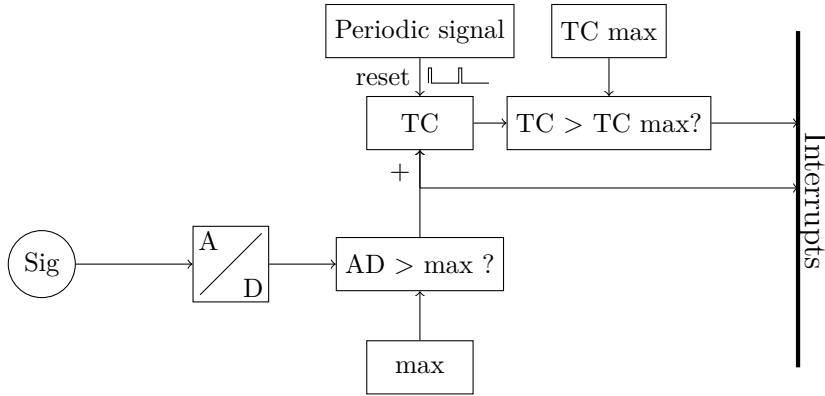 Periodic signal
TC max
reset
TC
TC > TC max?
+
Interrupts
Sig
A
D
AD > max ?
max